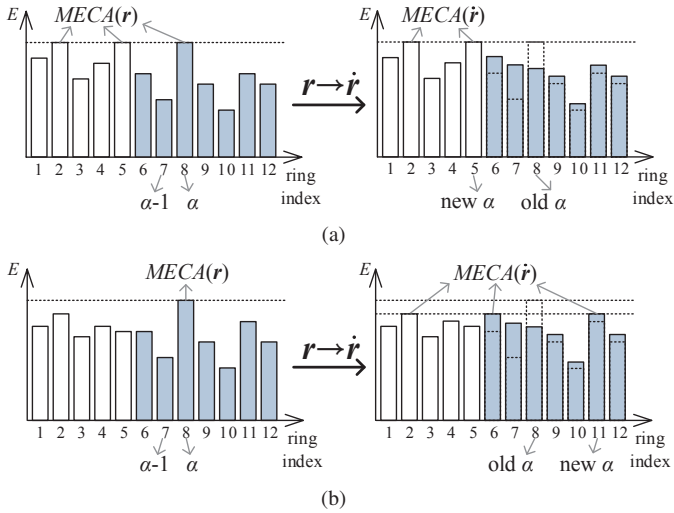 E MECA(r) MECA(ṙ)
r→ṙ
1 2 3 4 5 6 7 8 9 10 11 12 ring index
α-1 α
1 2 3 4 5 6 7 8 9 10 11 12 ring index
new α old α
E
(a)
E MECA(r) MECA(ṙ)
r→ṙ
1 2 3 4 5 6 7 8 9 10 11 12 ring index
α-1 α
1 2 3 4 5 6 7 8 9 10 11 12 ring index
old α new α
E
(b)